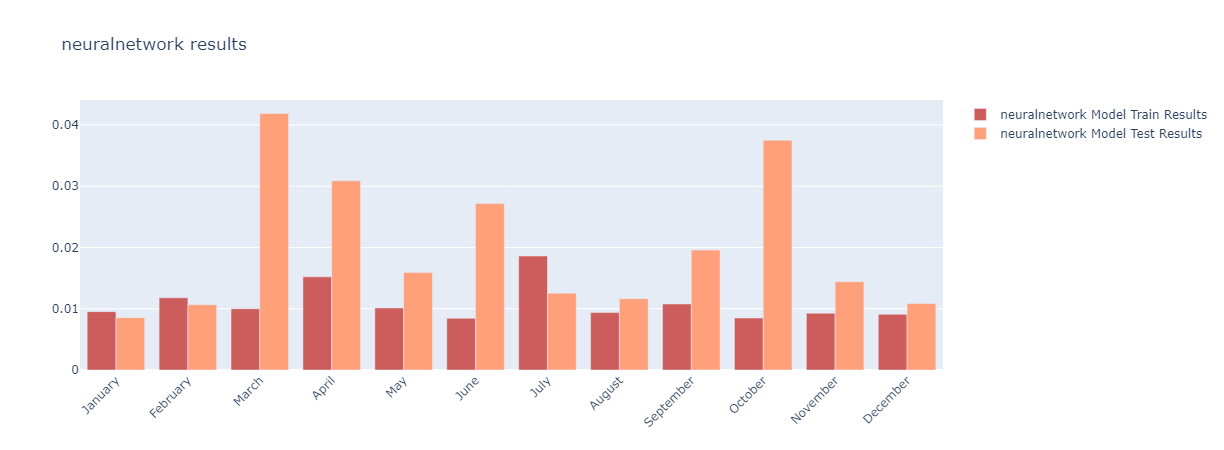 neuralnetwork results
neuralnetwork Model Train Results
neuralnetwork Model Test Results
0.04
0.03
0.02
0.01
0
January
February
March
April
May
June
July
August
September
October
November
December